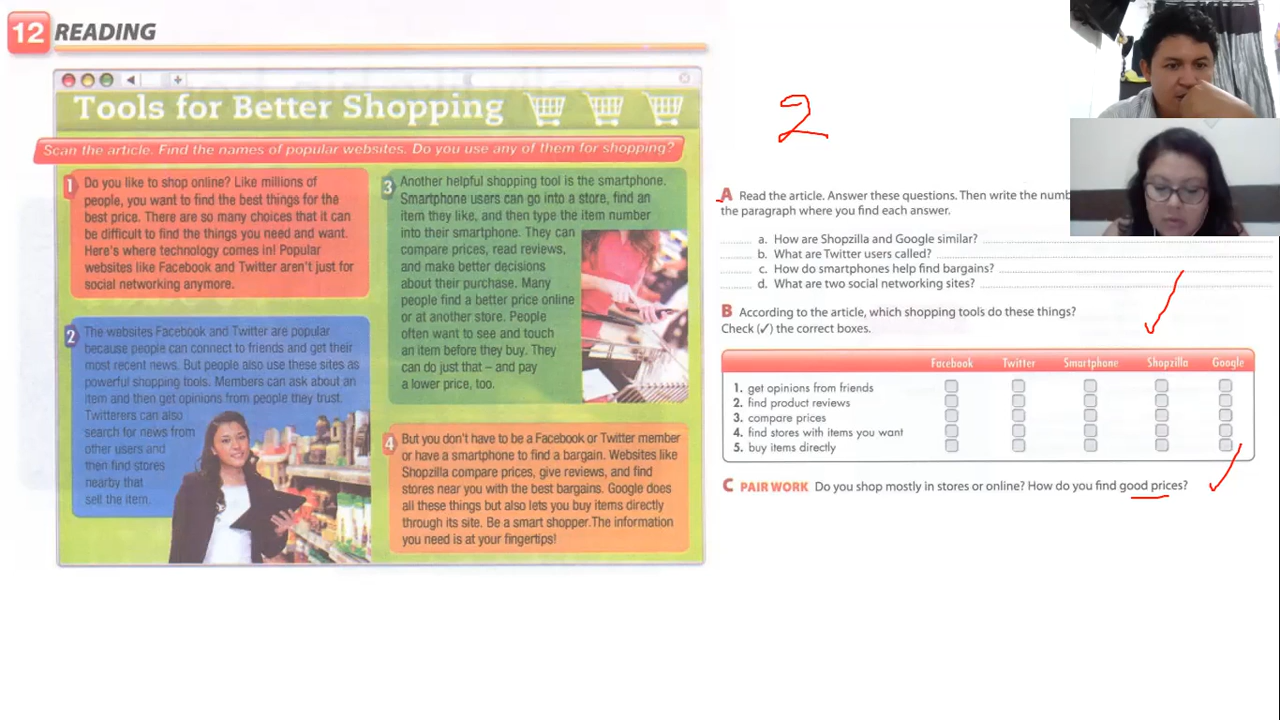 12 READING
Tools for Better Shopping
Scan the article. Find the names of popular websites. Do you use any of them for shopping?
1 Do you like to shop online? Like millions of
people, you want to find the best things for the
best price. There are so many choices that it can
be difficult to find the things you need and want.
Here's where technology comes in! Popular
websites like Facebook and Twitter aren't just for
social networking anymore.
2 The websites Facebook and Twitter are popular
because people can connect to friends and get their
most recent news. But people also use these sites as
powerful shopping tools. Members can ask about an
item and then get opinions from people they trust.
Twitterers can also
search for news from
other users and
then find stores
nearby that
sell the item.
3 Another helpful shopping tool is the smartphone.
Smartphone users can go into a store, find an
item they like, and then type the item number
into their smartphone. They can
compare prices, read reviews,
and make better decisions
about their purchase. Many
people find a better price online
or at another store. People
often want to see and touch
an item before they buy. They
can do just that – and pay
a lower price, too.
4 But you don't have to be a Facebook or Twitter member
or have a smartphone to find a bargain. Websites like
Shopzilla compare prices, give reviews, and find
stores near you with the best bargains. Google does
all these things but also lets you buy items directly
through its site. Be a smart shopper. The information
you need is at your fingertips!
2
A Read the article. Answer these questions. Then write the numb
the paragraph where you find each answer.
a. How are Shopzilla and Google similar?
b. What are Twitter users called?
c. How do smartphones help find bargains?
d. What are two social networking sites?
B According to the article, which shopping tools do these things?
Check (✓) the correct boxes.
Facebook Twitter Smartphone Shopzilla Google
1. get opinions from friends
2. find product reviews
3. compare prices
4. find stores with items you want
5. buy items directly
C PAIR WORK Do you shop mostly in stores or online? How do you find good prices?